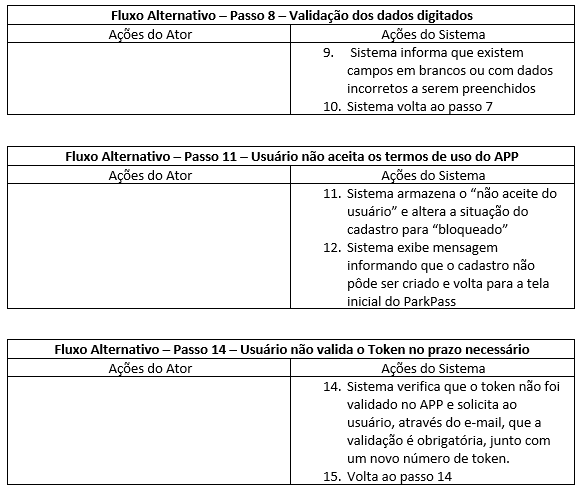 Fluxo Alternativo – Passo 8 – Validação dos dados digitados
Ações do Ator
Ações do Sistema
9. Sistema informa que existem
campos em brancos ou com dados
incorretos a serem preenchidos
10. Sistema volta ao passo 7
Fluxo Alternativo – Passo 11 – Usuário não aceita os termos de uso do APP
Ações do Ator
Ações do Sistema
11. Sistema armazena o “não aceite do
usuário” e altera a situação do
cadastro para “bloqueado”
12. Sistema exibe mensagem
informando que o cadastro não
pôde ser criado e volta para a tela
inicial do ParkPass
Fluxo Alternativo – Passo 14 – Usuário não valida o Token no prazo necessário
Ações do Ator
Ações do Sistema
14. Sistema verifica que o token não foi
validado no APP e solicita ao
usuário, através do e-mail, que a
validação é obrigatória, junto com
um novo número de token.
15. Volta ao passo 14